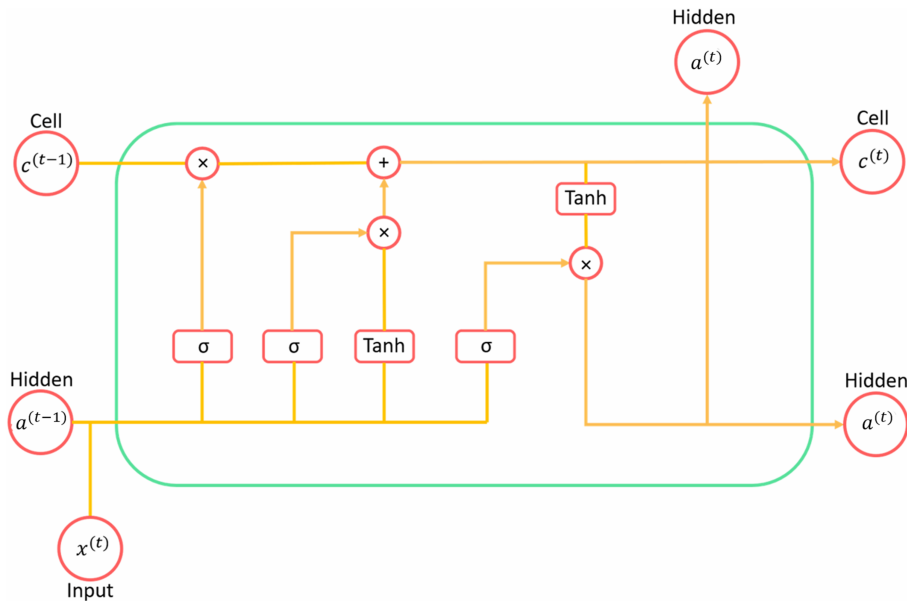 Hidden
a^(t)
Cell
c^(t−1)
×
+
Cell
c^(t)
Tanh
×
×
σ
σ
Tanh
σ
Hidden
a^(t−1)
Hidden
a^(t)
x^(t)
Input